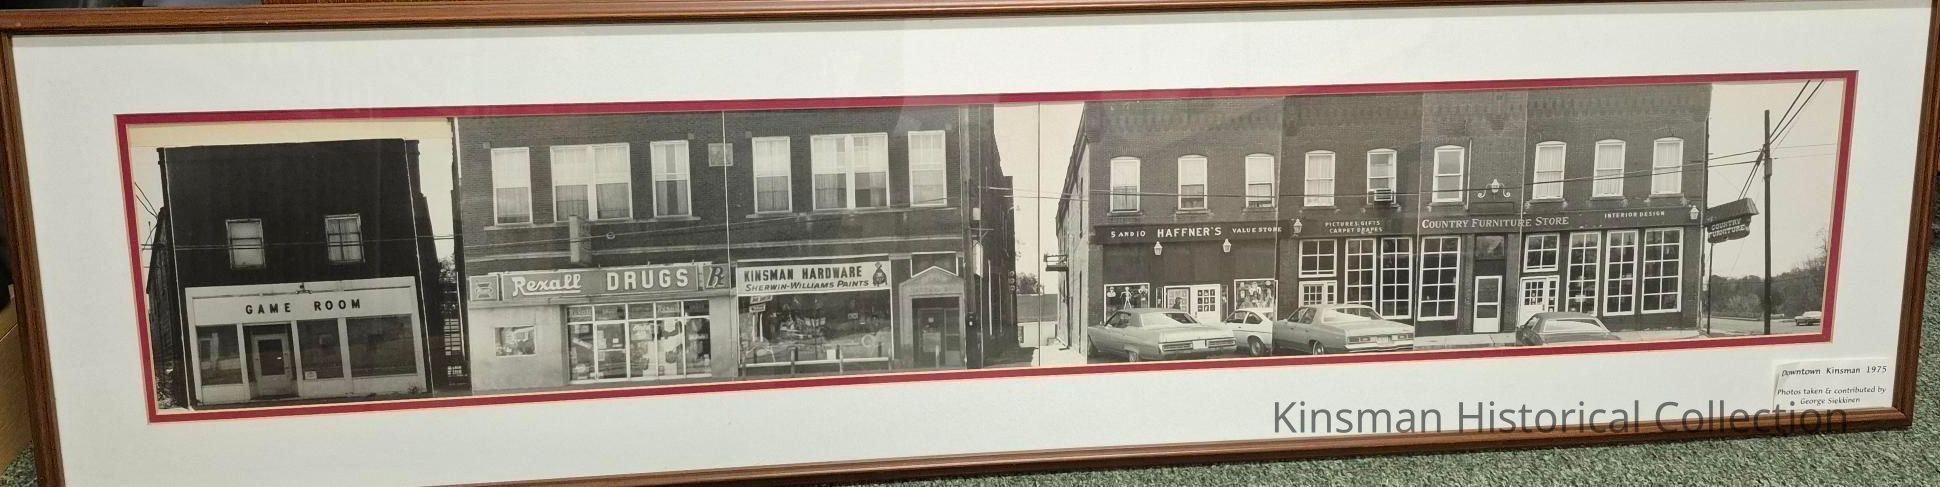 GAME ROOM
Rexall DRUGS Rx
KINSMAN HARDWARE
SHERWIN-WILLIAMS PAINTS
5 AND 10 HAFFNER'S VALUE STORE
PICTURES, GIFTS
CARPET DRAPES
COUNTRY FURNITURE STORE
INTERIOR DESIGN
COUNTRY
FURNITURE
Downtown Kinsman 1975
Photos taken & contributed by
George Siekkinen
Kinsman Historical Collection